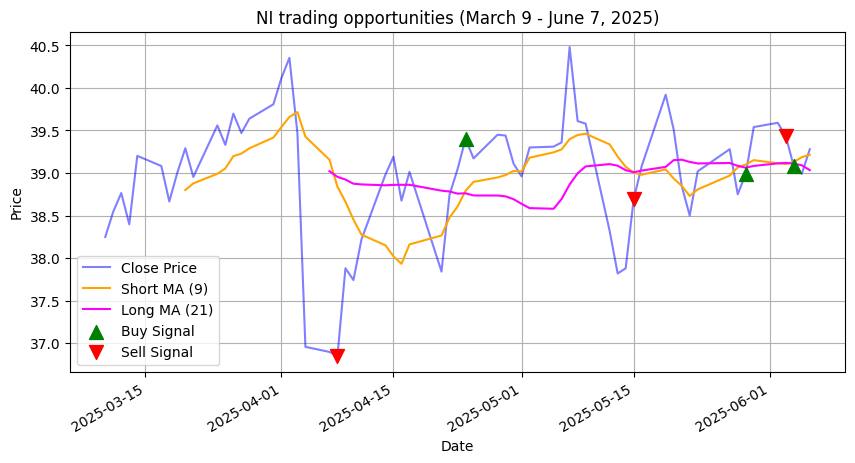 NI trading opportunities (March 9 - June 7, 2025)
Price
40.5
40.0
39.5
39.0
38.5
38.0
37.5
37.0
Close Price
Short MA (9)
Long MA (21)
Buy Signal
Sell Signal
2025-03-15
2025-04-01
2025-04-15
2025-05-01
2025-05-15
2025-06-01
Date